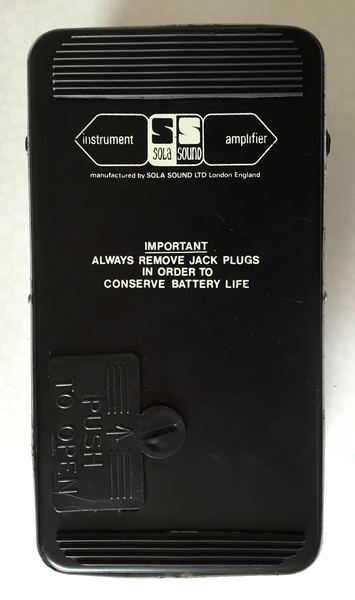 instrument SS amplifier
SOLA SOUND
manufactured by SOLA SOUND LTD London England
IMPORTANT
ALWAYS REMOVE JACK PLUGS
IN ORDER TO
CONSERVE BATTERY LIFE
PUSH
TO OPEN